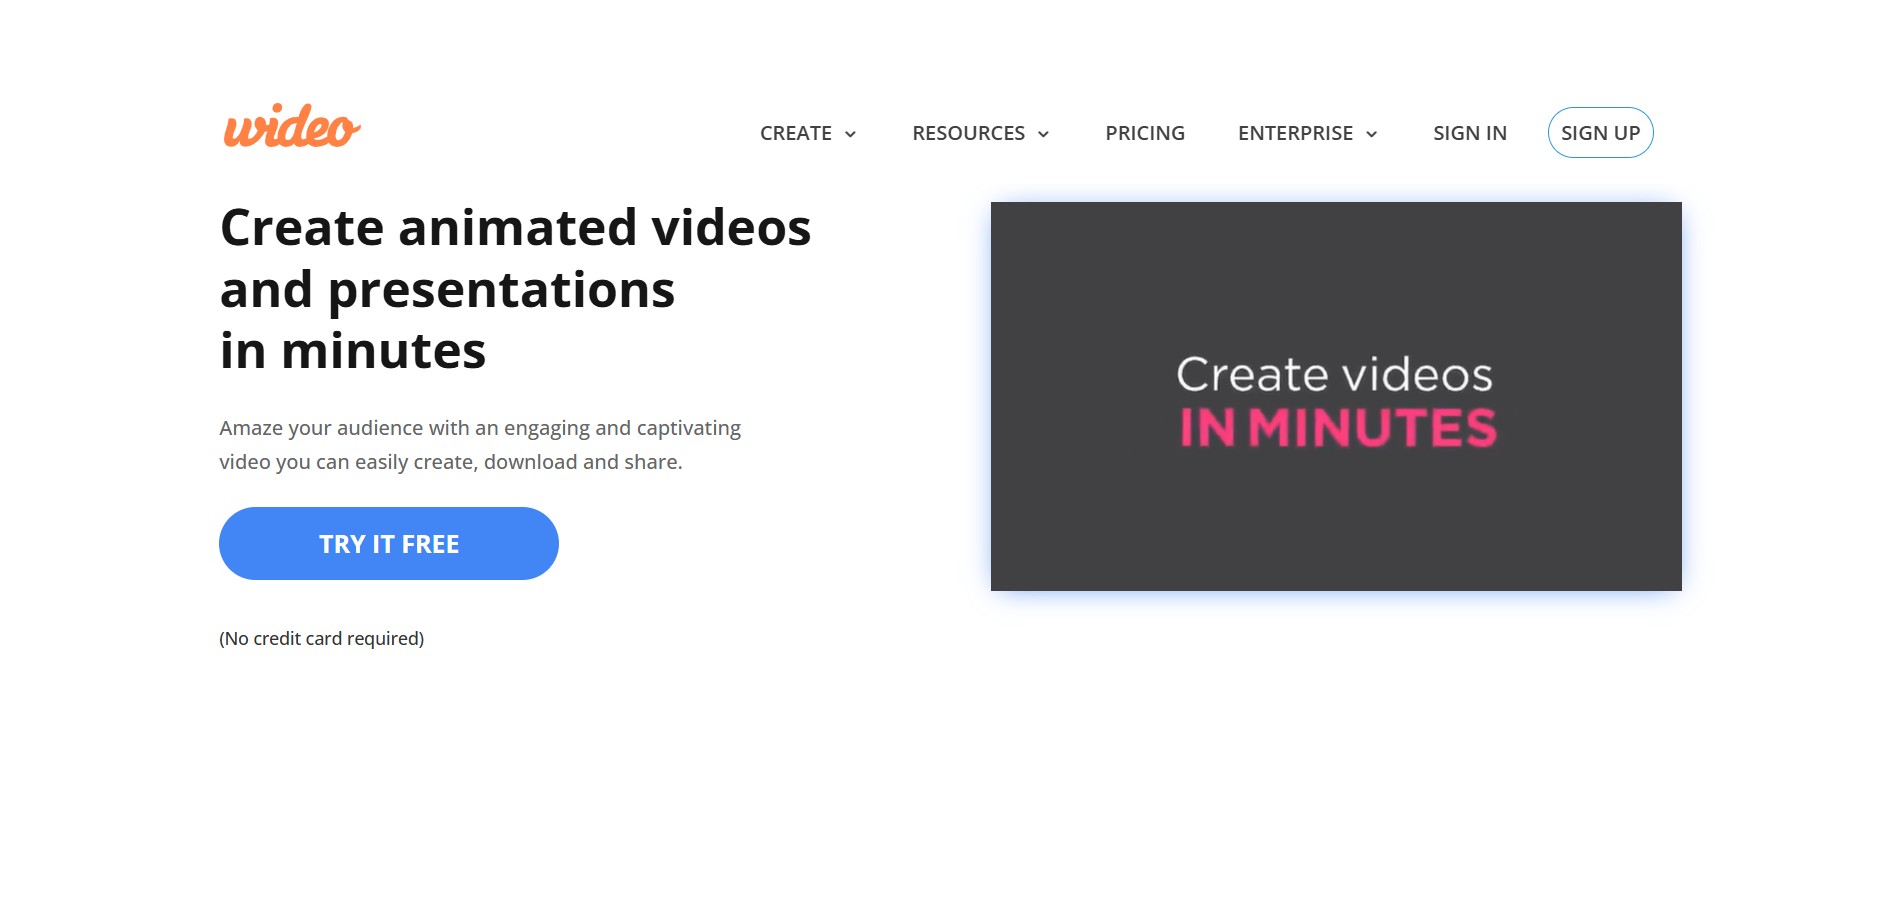 wideo
CREATE RESOURCES PRICING ENTERPRISE SIGN IN SIGN UP
Create animated videos
and presentations
in minutes
Amaze your audience with an engaging and captivating
video you can easily create, download and share.
TRY IT FREE
(No credit card required)
Create videos
IN MINUTES